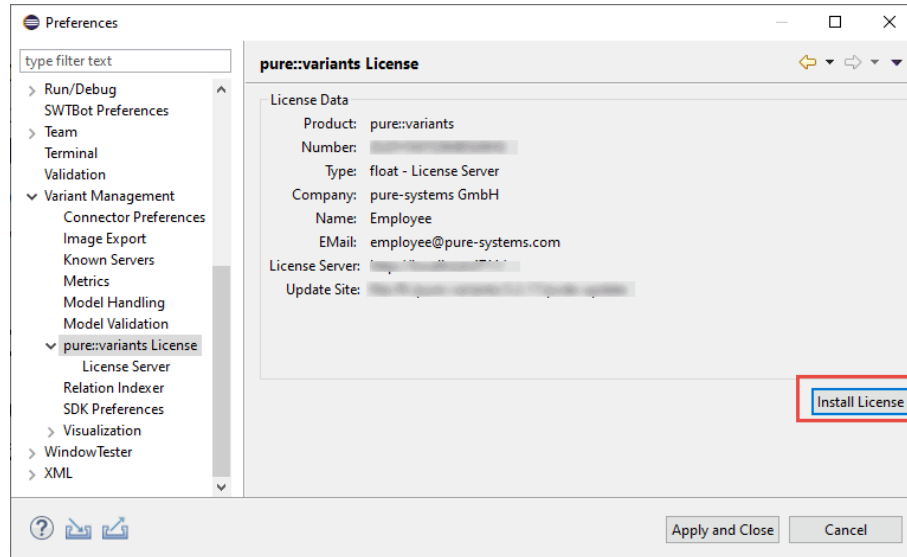 Preferences
type filter text
Run/Debug
SWTBot Preferences
Team
Terminal
Validation
Variant Management
Connector Preferences
Image Export
Known Servers
Metrics
Model Handling
Model Validation
pure::variants License
License Server
Relation Indexer
SDK Preferences
Visualization
WindowTester
XML
pure::variants License
License Data
Product: pure::variants
Number:
Type: float - License Server
Company: pure-systems GmbH
Name: Employee
EMail: employee@pure-systems.com
License Server:
Update Site:
Install License
Apply and Close
Cancel